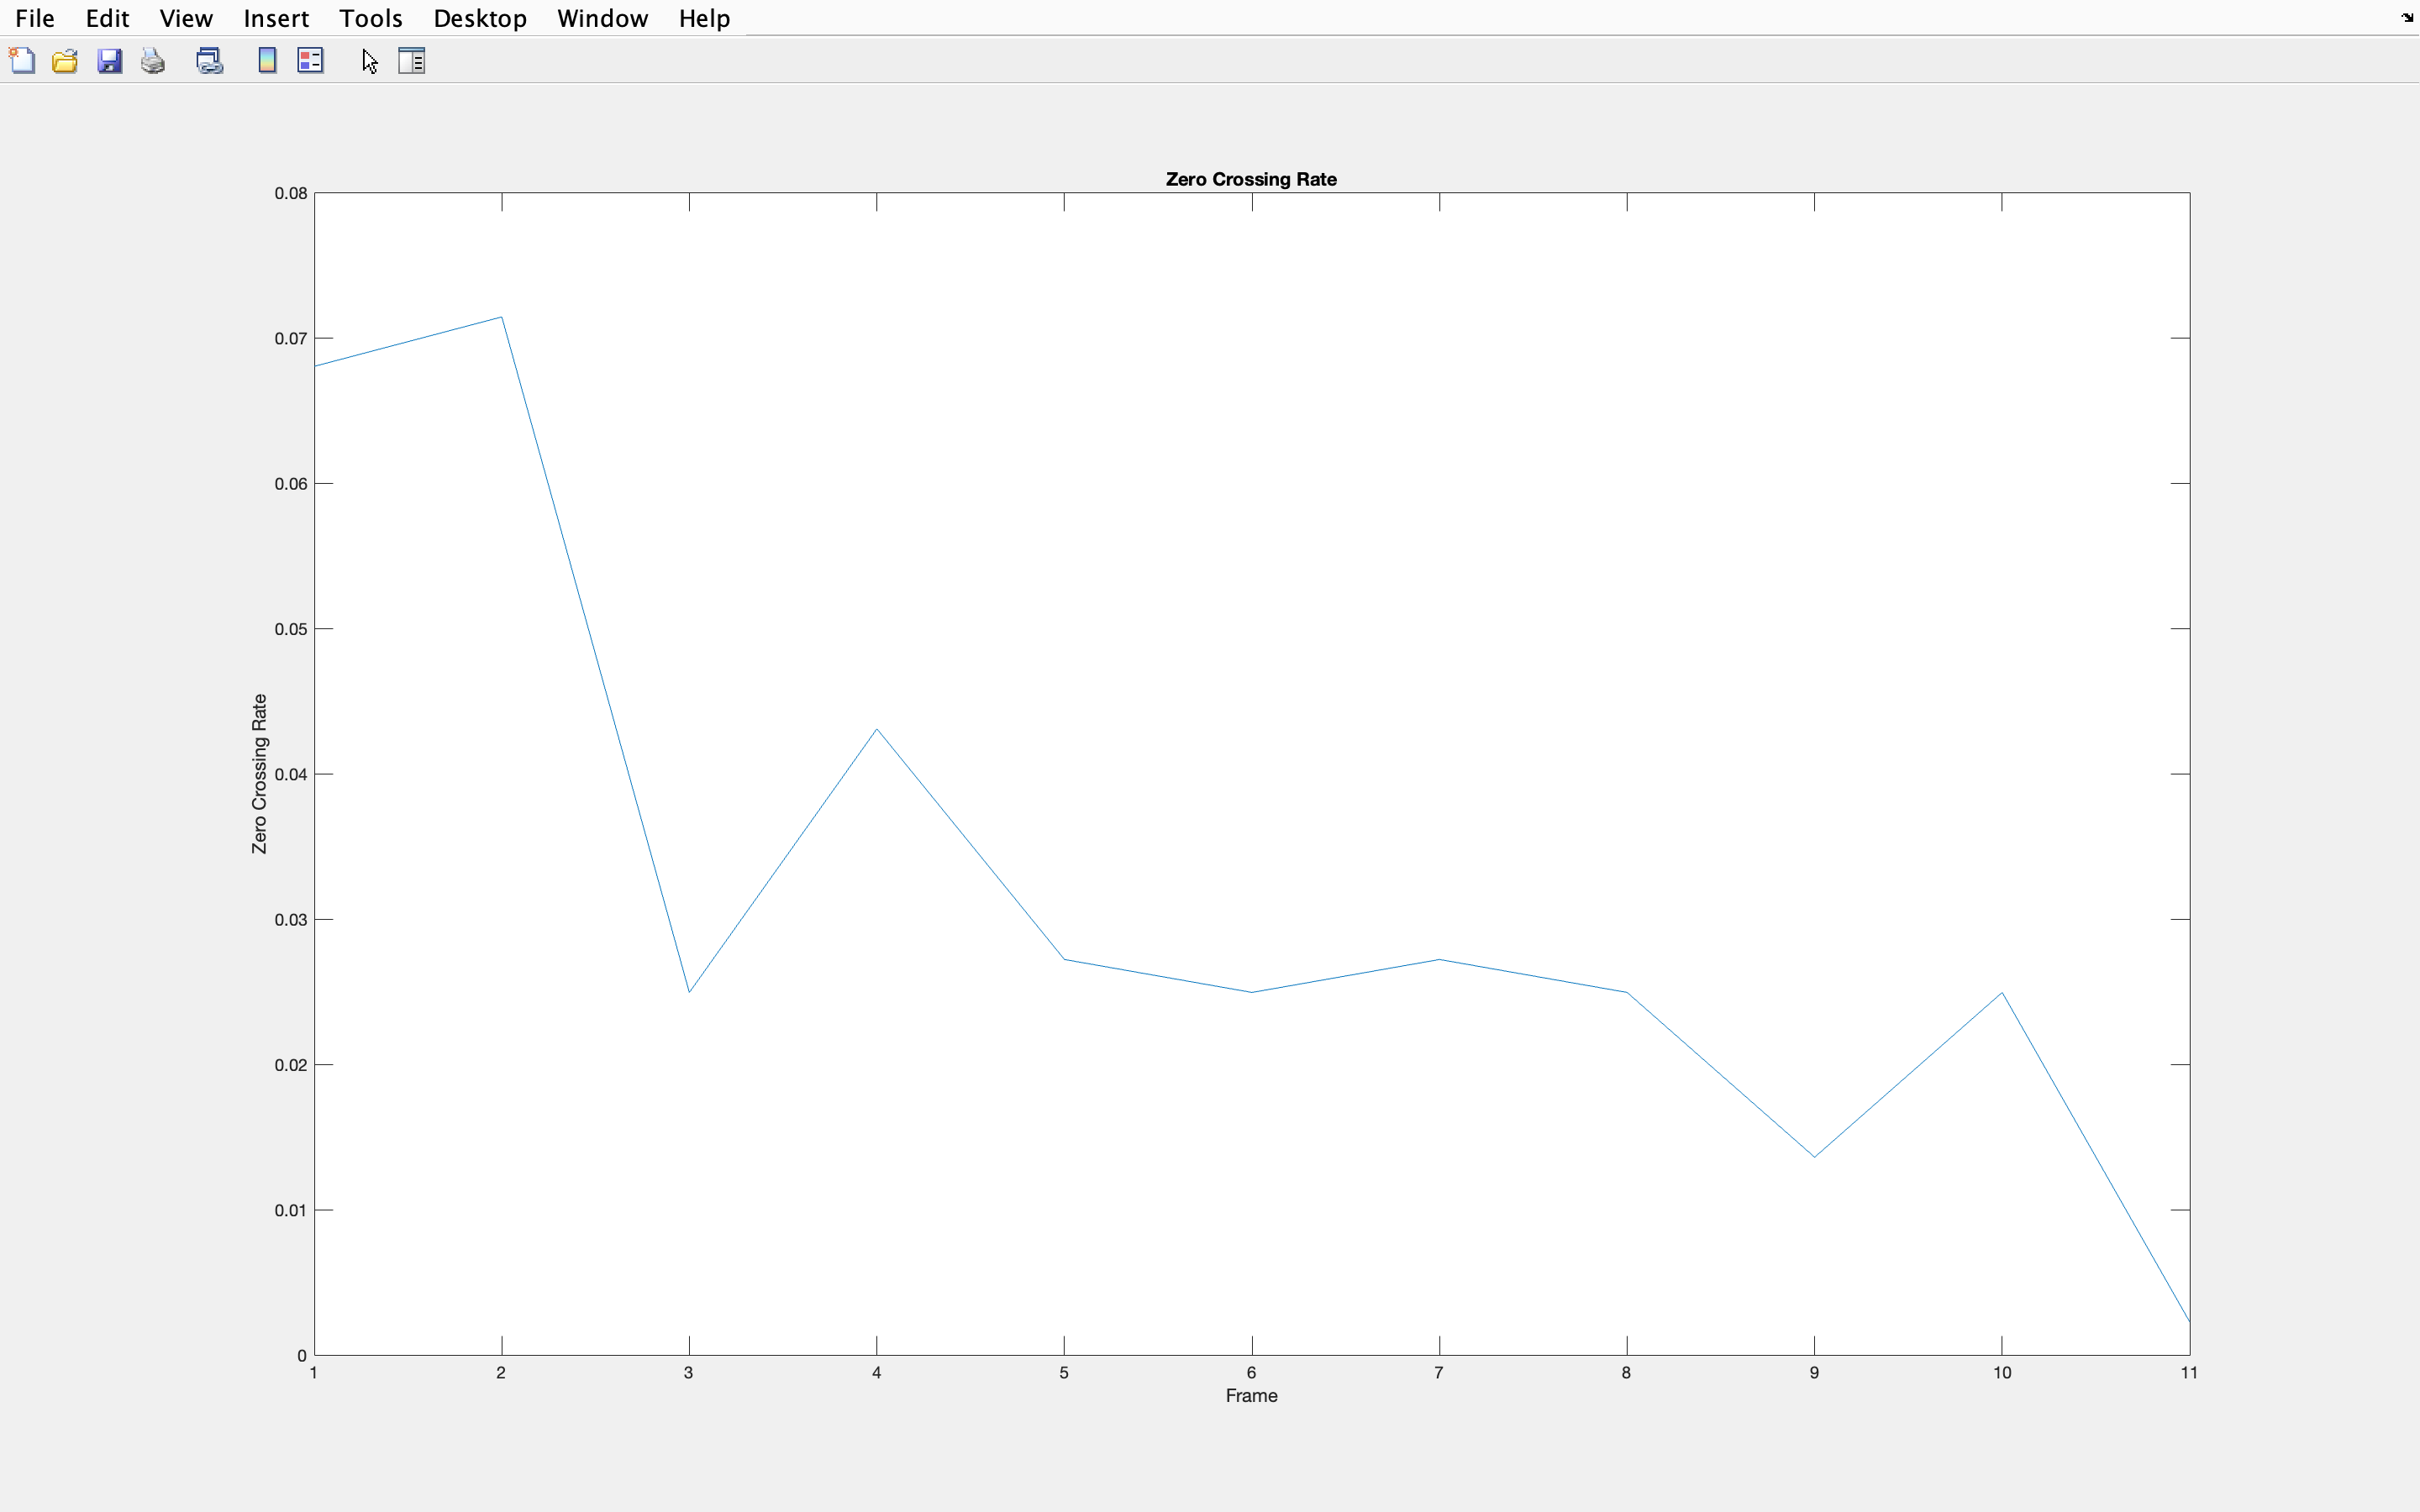 File Edit View Insert Tools Desktop Window Help
Zero Crossing Rate
0.08
0.07
0.06
0.05
0.04
0.03
0.02
0.01
0
Zero Crossing Rate
1 2 3 4 5 6 7 8 9 10 11
Frame